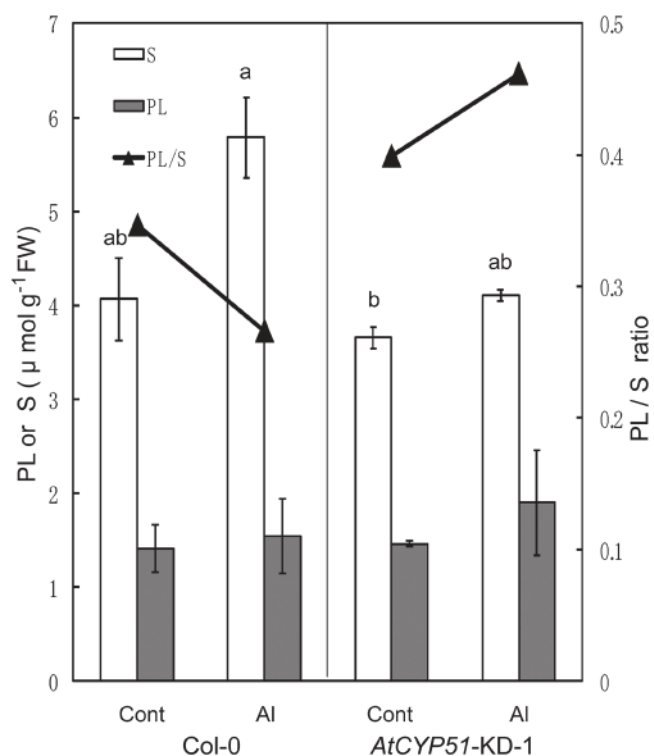 7
6
5
4
3
2
1
0
PL or S ( μ mol g⁻¹ FW)
S
PL
PL/S
ab
a
b
ab
0.5
0.4
0.3
0.2
0.1
0
PL / S ratio
Cont Al Cont Al
Col-0 AtCYP51-KD-1